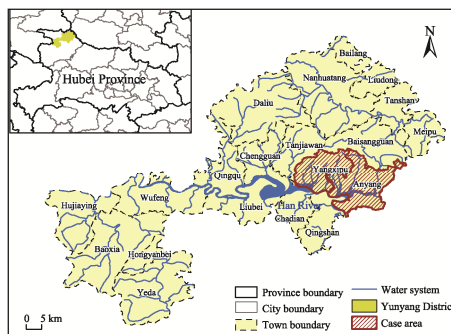 Hubei Province
N
Bailang
Nanhuatang
Liudong
Daliu
Tanshan
Meipu
Tanjiawan
Baisangguan
Chengguan
Yangxipu
Qingqu
Anyang
Wufeng
Hujiaying
Liubei
Han River
Chadian
Baoxia
Qingshan
Hongyanbei
Yeda
Province boundary
Water system
City boundary
Yunyang District
Town boundary
Case area
0 5 km